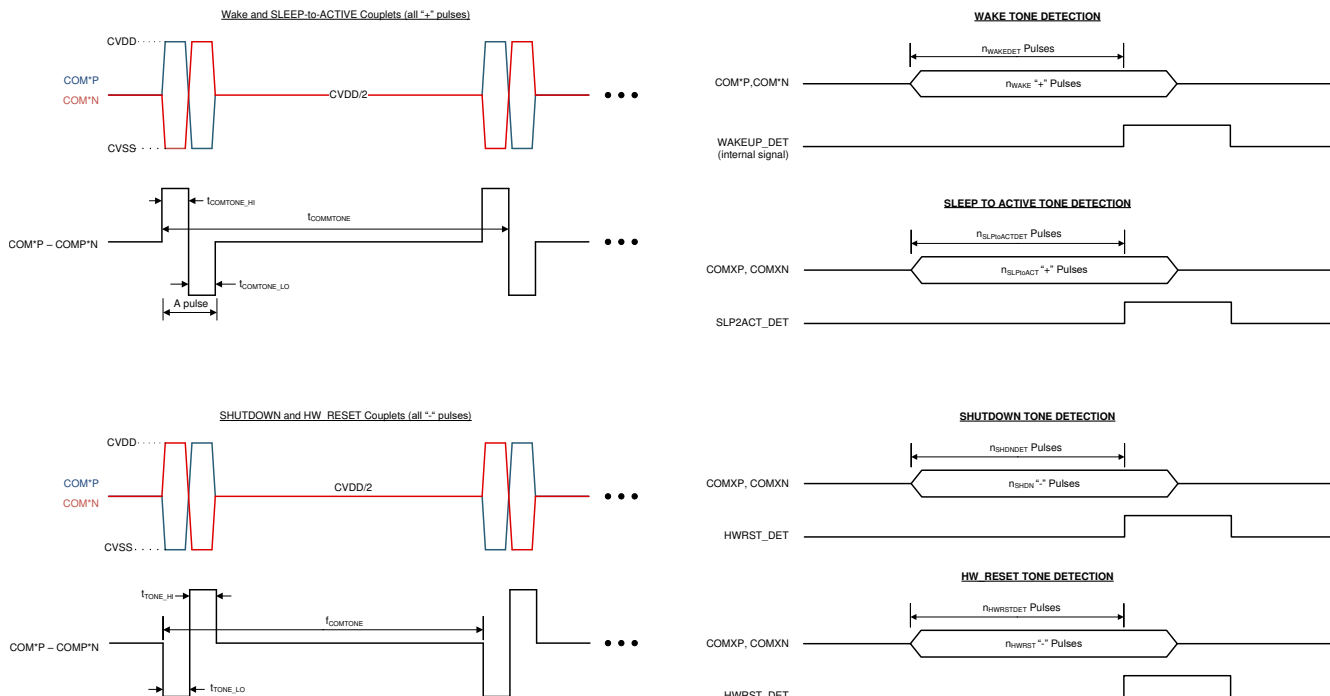 Wake and SLEEP-to-ACTIVE Couplets (all "+" pulses)
CVDD
COM*P
COM*N
CVDD/2
CVSS
tCOMTONE_HI
tCOMMTONE
COM*P – COMP*N
tCOMTONE_LO
A pulse
WAKE TONE DETECTION
nWAKEDET Pulses
COM*P,COM*N
nWAKE "+" Pulses
WAKEUP_DET
(internal signal)
SLEEP TO ACTIVE TONE DETECTION
nSLPtoACTDET Pulses
COMXP, COMXN
nSLPtoACT "+" Pulses
SLP2ACT_DET
SHUTDOWN and HW_RESET Couplets (all "-" pulses)
CVDD
COM*P
COM*N
CVDD/2
CVSS
tTONE_HI
fCOMTONE
COM*P – COMP*N
tTONE_LO
SHUTDOWN TONE DETECTION
nSHDNDET Pulses
COMXP, COMXN
nSHDN "-" Pulses
HWRST_DET
HW_RESET TONE DETECTION
nHWRSTDET Pulses
COMXP, COMXN
nHWRST "-" Pulses
HWRST_DET